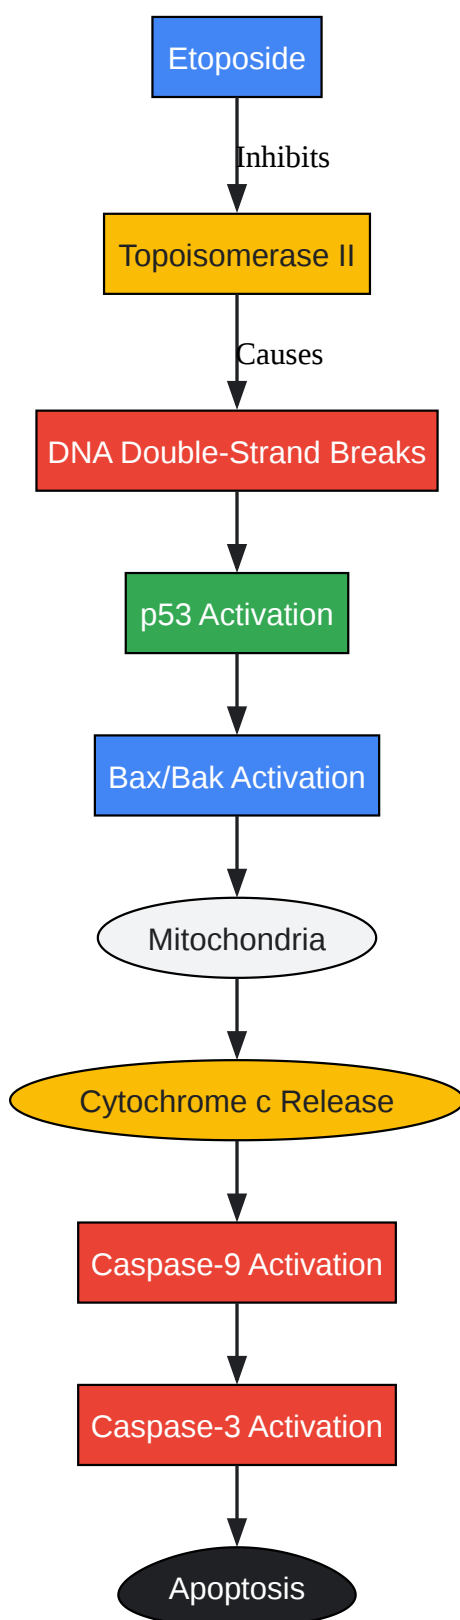 Etoposide
Inhibits
Topoisomerase II
Causes
DNA Double-Strand Breaks
p53 Activation
Bax/Bak Activation
Mitochondria
Cytochrome c Release
Caspase-9 Activation
Caspase-3 Activation
Apoptosis